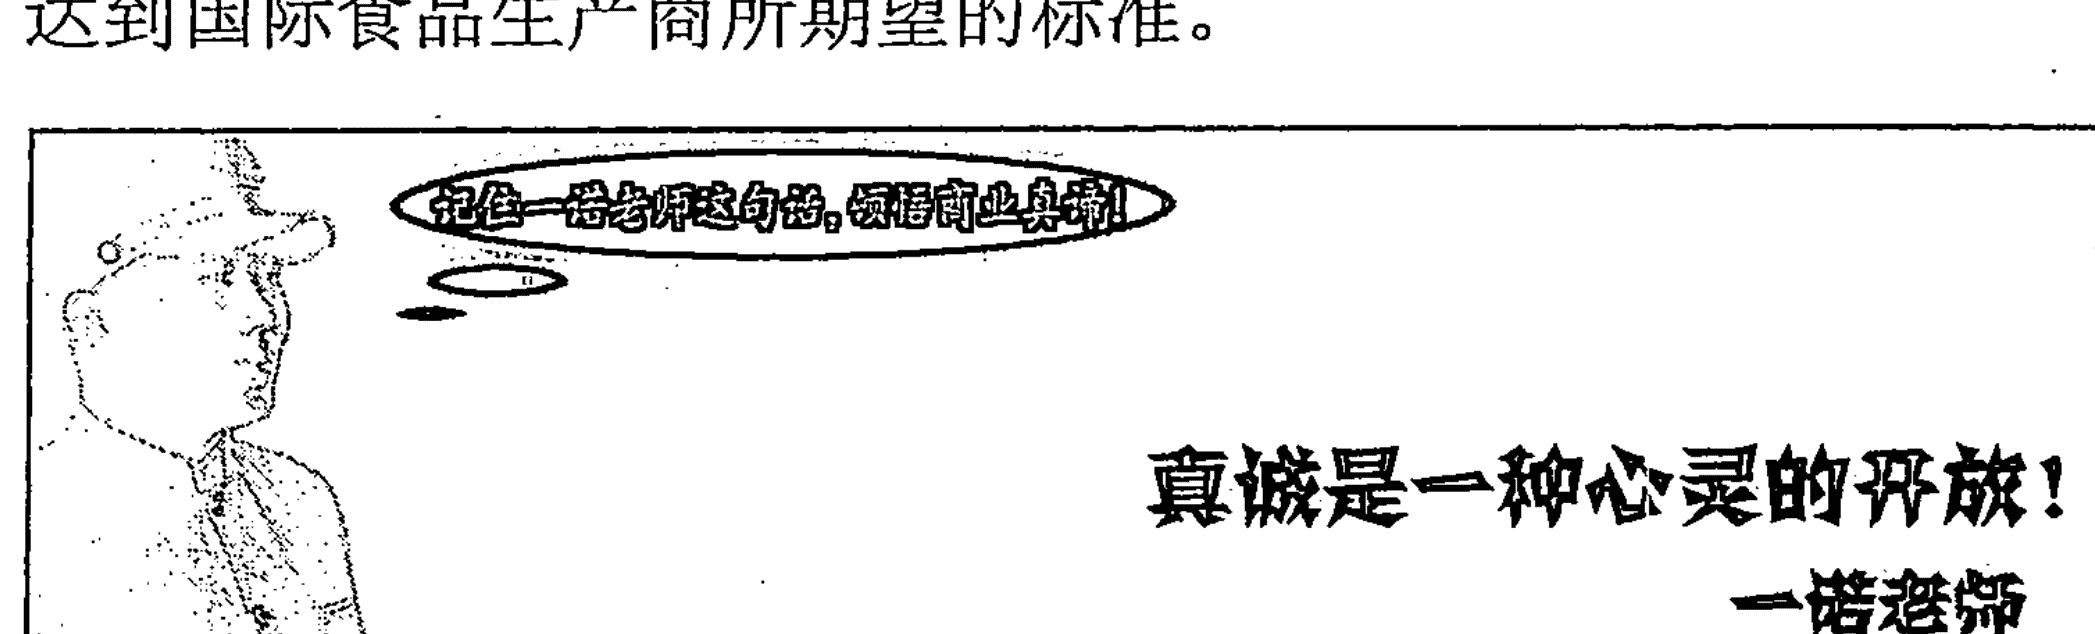 达到国际食品生产商所期望的标准。
记住一诺老师这句话,领悟商业真谛!
真诚是一种心灵的开放!
一诺老师